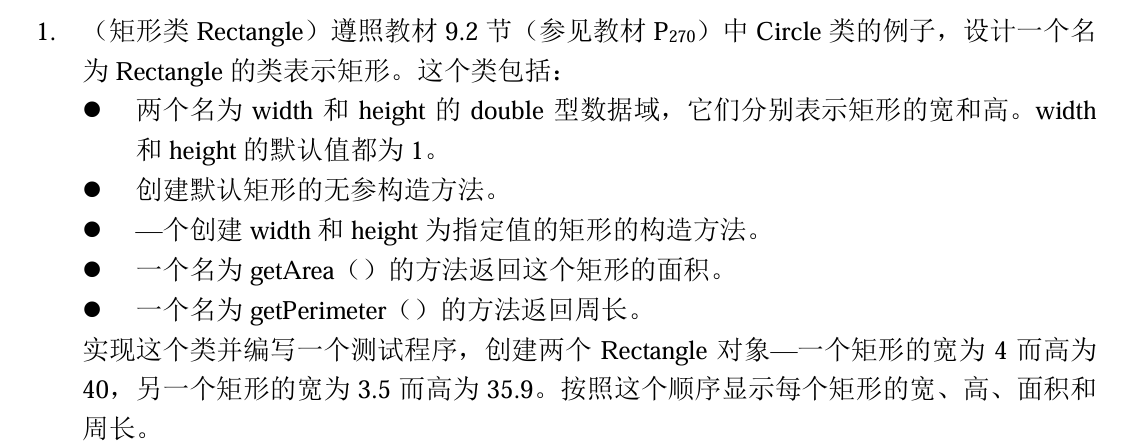 1. （矩形类 Rectangle）遵照教材 9.2 节（参见教材 P270）中 Circle 类的例子，设计一个名
为 Rectangle 的类表示矩形。这个类包括：
● 两个名为 width 和 height 的 double 型数据域，它们分别表示矩形的宽和高。width
和 height 的默认值都为 1。
● 创建默认矩形的无参构造方法。
● —个创建 width 和 height 为指定值的矩形的构造方法。
● 一个名为 getArea（）的方法返回这个矩形的面积。
● 一个名为 getPerimeter（）的方法返回周长。
实现这个类并编写一个测试程序，创建两个 Rectangle 对象—一个矩形的宽为 4 而高为
40，另一个矩形的宽为 3.5 而高为 35.9。按照这个顺序显示每个矩形的宽、高、面积和
周长。